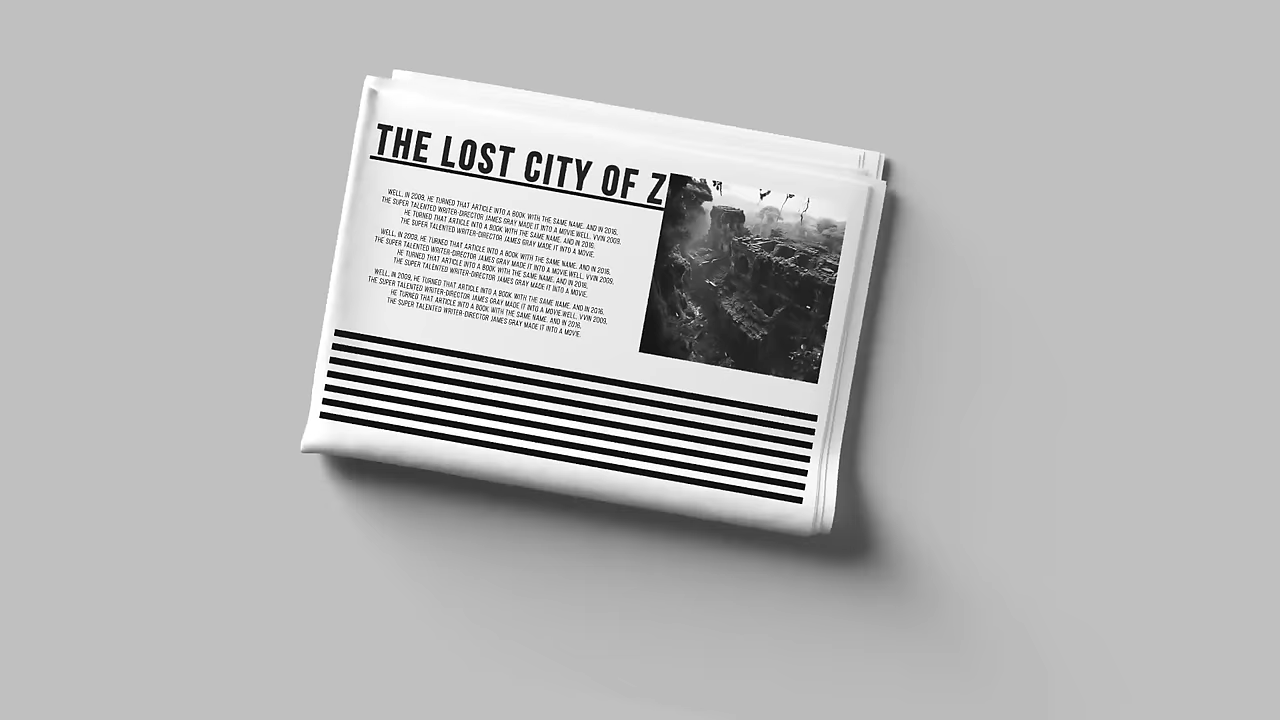 THE LOST CITY OF Z
WELL, IN 2009, HE TURNED THAT ARTICLE INTO A BOOK WITH THE SAME NAME. AND IN 2016,
THE SUPER TALENTED WRITER-DIRECTOR JAMES GRAY MADE IT INTO A MOVIE.WELL, VVIN 2009,
HE TURNED THAT ARTICLE INTO A BOOK WITH THE SAME NAME. AND IN 2016,
THE SUPER TALENTED WRITER-DIRECTOR JAMES GRAY MADE IT INTO A MOVIE.
WELL, IN 2009, HE TURNED THAT ARTICLE INTO A BOOK WITH THE SAME NAME. AND IN 2016,
THE SUPER TALENTED WRITER-DIRECTOR JAMES GRAY MADE IT INTO A MOVIE.WELL, VVIN 2009,
HE TURNED THAT ARTICLE INTO A BOOK WITH THE SAME NAME. AND IN 2016,
THE SUPER TALENTED WRITER-DIRECTOR JAMES GRAY MADE IT INTO A MOVIE.
WELL, IN 2009, HE TURNED THAT ARTICLE INTO A BOOK WITH THE SAME NAME. AND IN 2016,
THE SUPER TALENTED WRITER-DIRECTOR JAMES GRAY MADE IT INTO A MOVIE.WELL, VVIN 2009,
HE TURNED THAT ARTICLE INTO A BOOK WITH THE SAME NAME. AND IN 2016,
THE SUPER TALENTED WRITER-DIRECTOR JAMES GRAY MADE IT INTO A MOVIE.